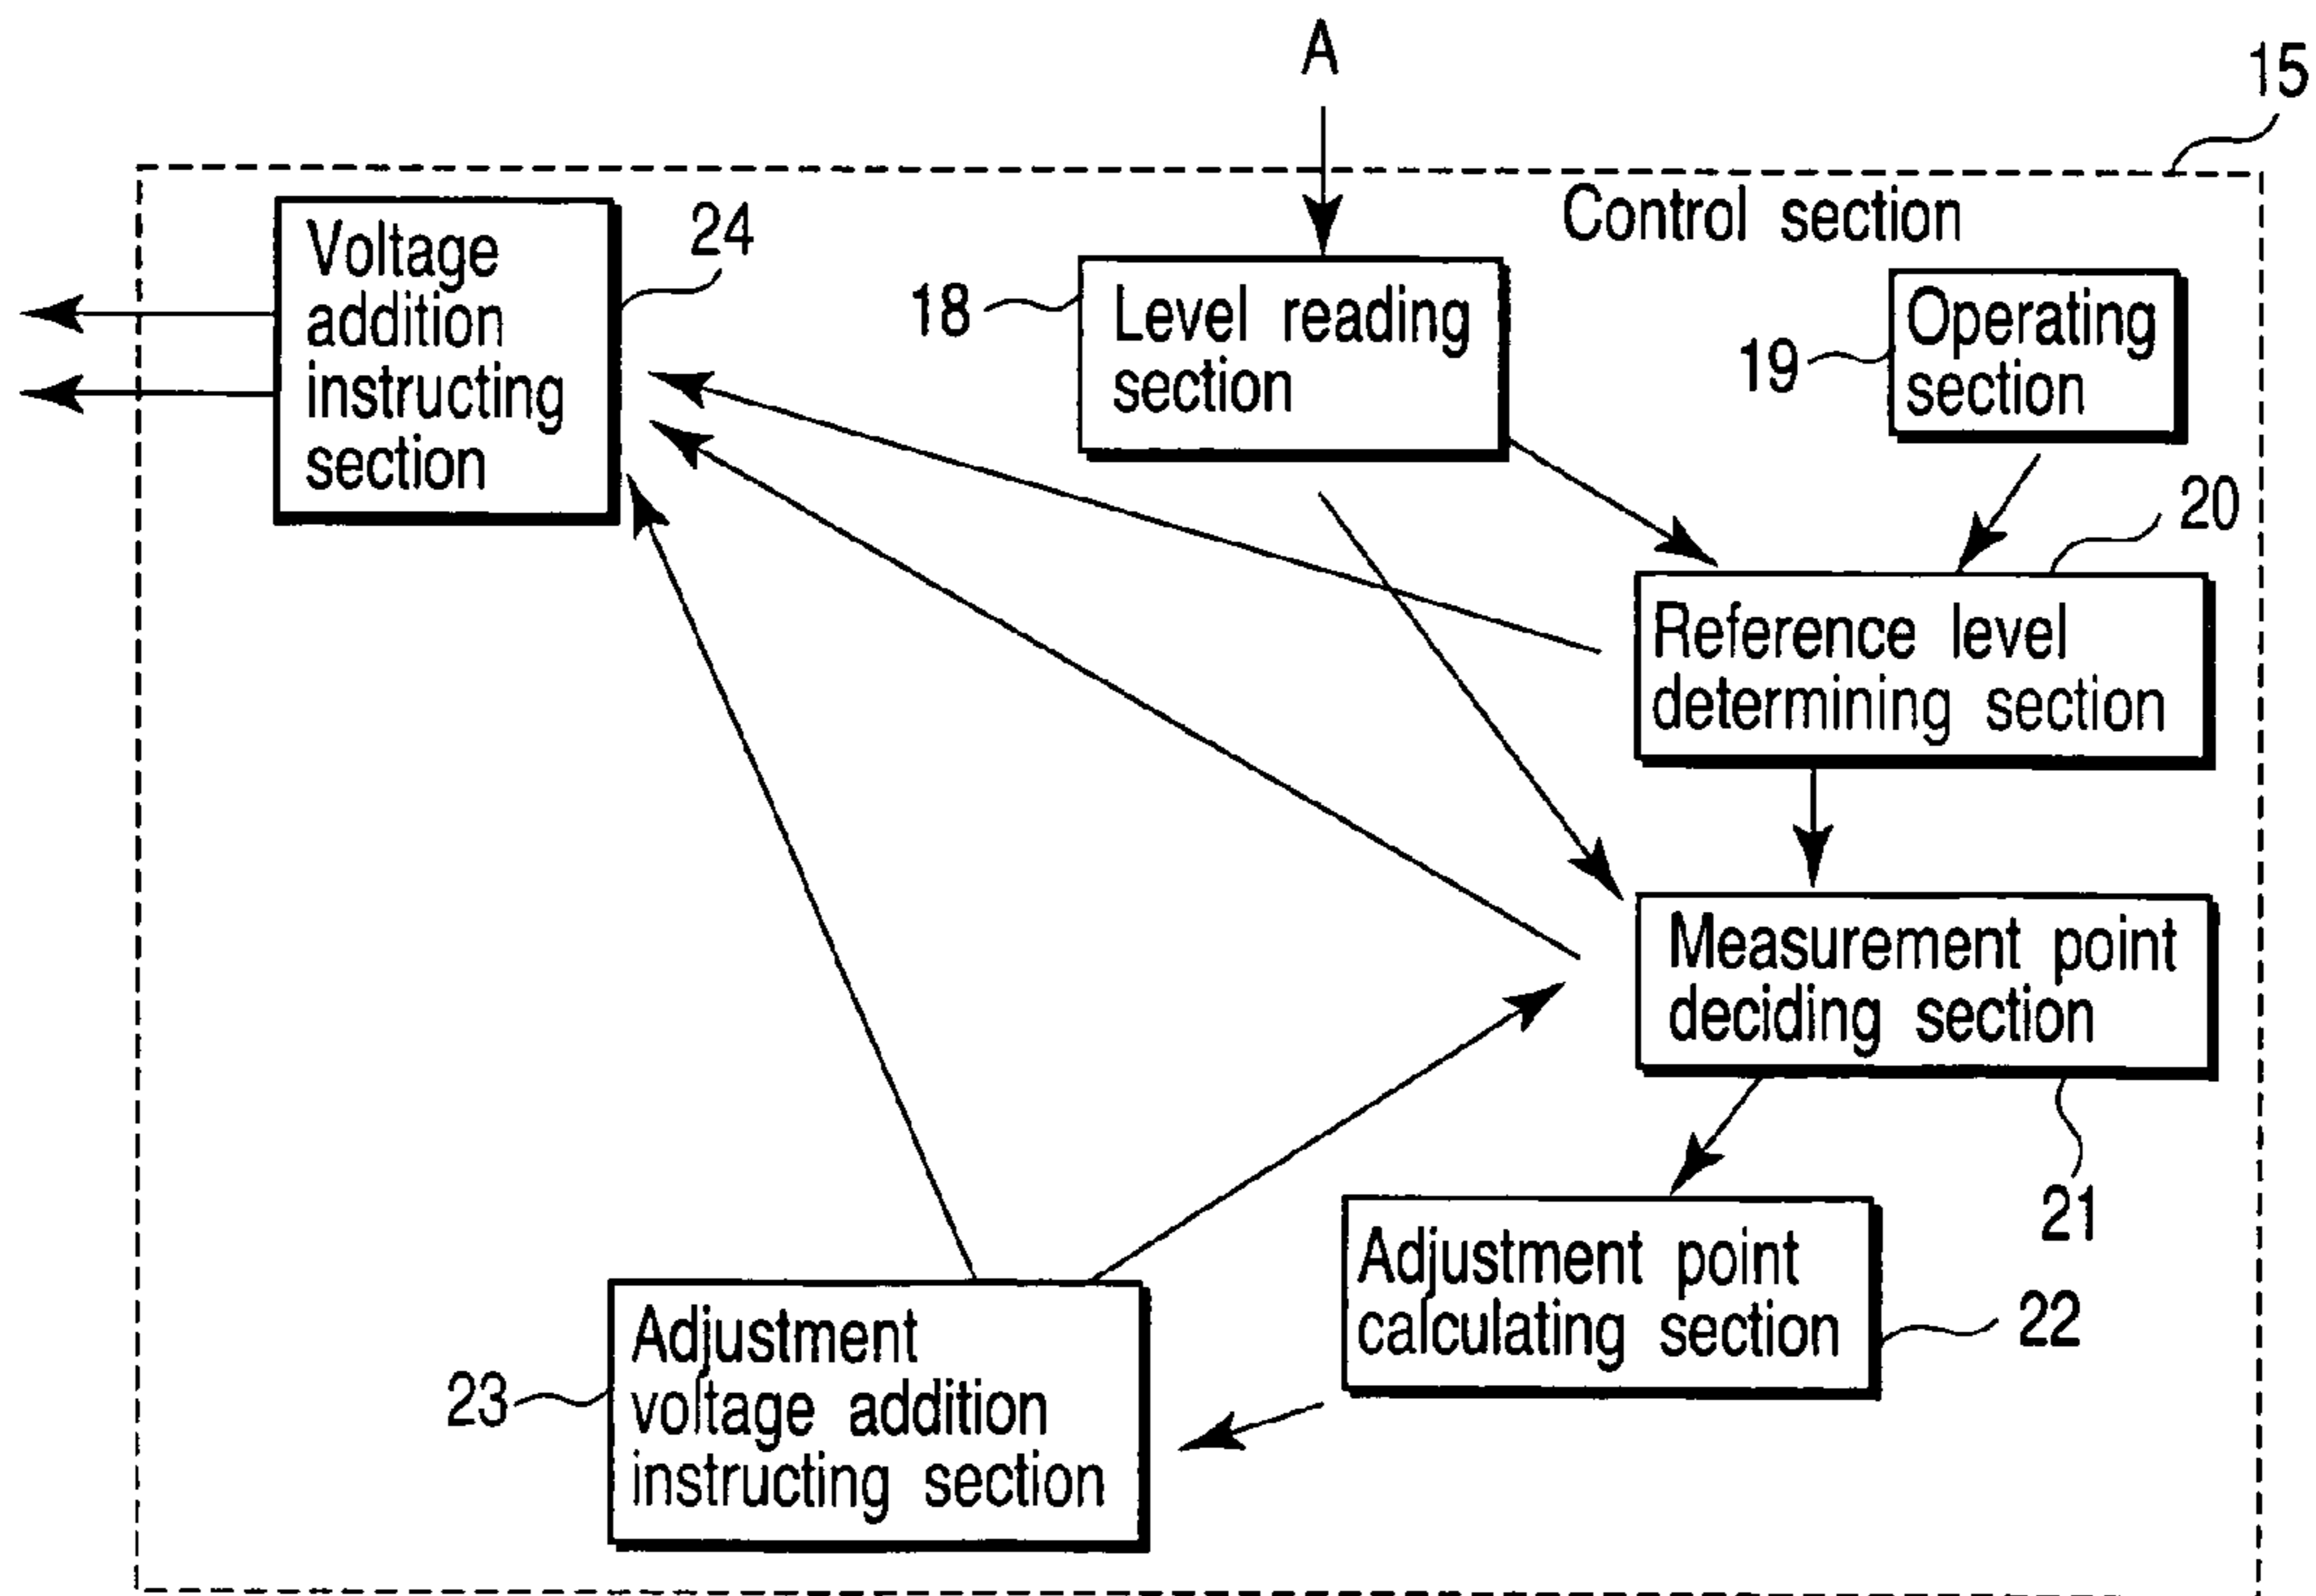 A
15
Control section
Voltage
addition
instructing
section
24
18
Level reading
section
19
Operating
section
20
Reference level
determining section
Measurement point
deciding section
21
Adjustment point
calculating section
22
23
Adjustment
voltage addition
instructing section